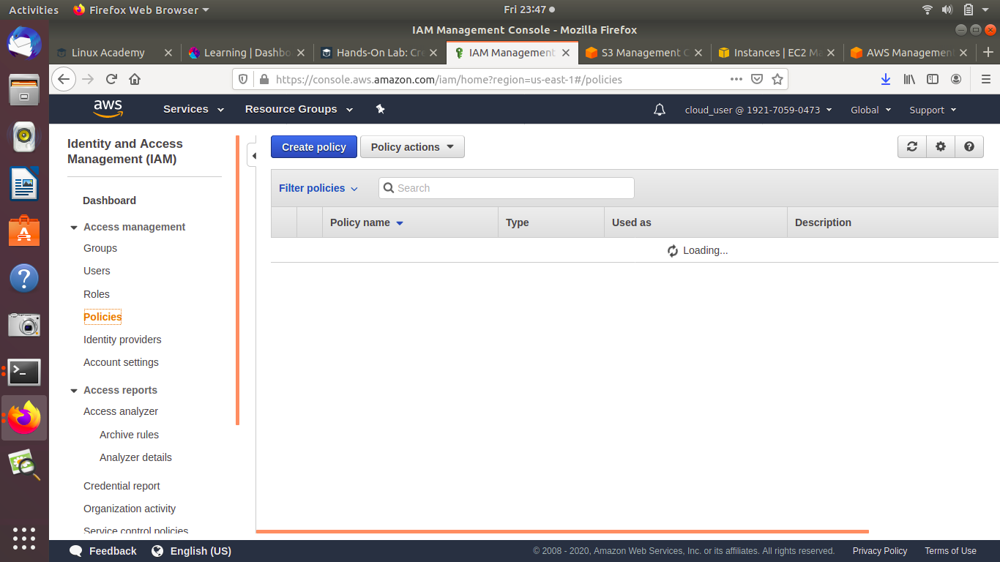 Activities
Firefox Web Browser
Fri 23:47
IAM Management Console - Mozilla Firefox
Linux Academy
Learning | Dashbo
Hands-On Lab: Cre
IAM Management
S3 Management C
Instances | EC2 Ma
AWS Management
https://console.aws.amazon.com/iam/home?region=us-east-1#/policies
aws
Services
Resource Groups
cloud_user @ 1921-7059-0473
Global
Support
Identity and Access
Management (IAM)
Dashboard
Access management
Groups
Users
Roles
Policies
Identity providers
Account settings
Access reports
Access analyzer
Archive rules
Analyzer details
Credential report
Organization activity
Service control policies
Create policy
Policy actions
Filter policies
Search
Policy name
Type
Used as
Description
Loading...
Feedback
English (US)
© 2008 - 2020, Amazon Web Services, Inc. or its affiliates. All rights reserved.
Privacy Policy
Terms of Use